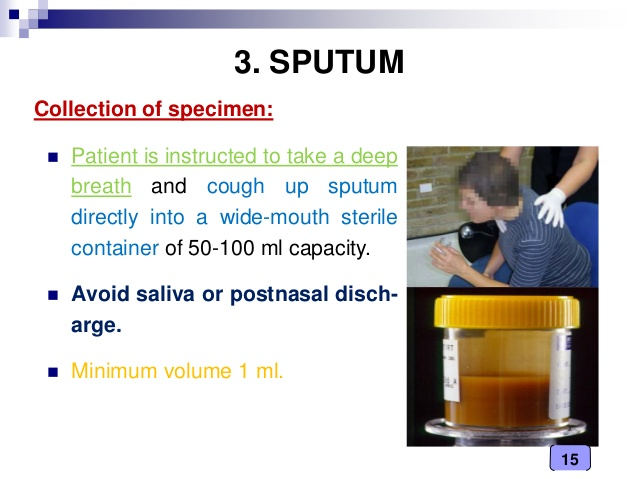 3. SPUTUM
Collection of specimen:
Patient is instructed to take a deep
breath and cough up sputum
directly into a wide-mouth sterile
container of 50-100 ml capacity.
Avoid saliva or postnasal disch-
arge.
Minimum volume 1 ml.
15